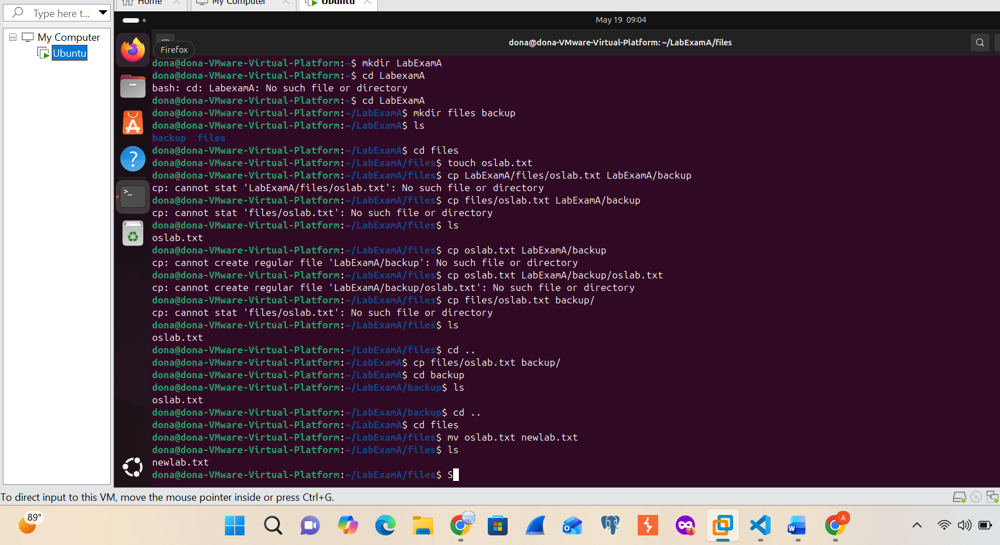 Home
My Computer
Ubuntu
Type here t...
My Computer
Ubuntu
May 19 09:04
dona@dona-VMware-Virtual-Platform: ~/LabExamA/files
Firefox
dona@dona-VMware-Virtual-Platform:~$ mkdir LabExamA
dona@dona-VMware-Virtual-Platform:~$ cd LabexamA
bash: cd: LabexamA: No such file or directory
dona@dona-VMware-Virtual-Platform:~$ cd LabExamA
dona@dona-VMware-Virtual-Platform:~/LabExamA$ mkdir files backup
dona@dona-VMware-Virtual-Platform:~/LabExamA$ ls
backup  files
dona@dona-VMware-Virtual-Platform:~/LabExamA$ cd files
dona@dona-VMware-Virtual-Platform:~/LabExamA/files$ touch oslab.txt
dona@dona-VMware-Virtual-Platform:~/LabExamA/files$ cp LabExamA/files/oslab.txt LabExamA/backup
cp: cannot stat 'LabExamA/files/oslab.txt': No such file or directory
dona@dona-VMware-Virtual-Platform:~/LabExamA/files$ cp files/oslab.txt LabExamA/backup
cp: cannot stat 'files/oslab.txt': No such file or directory
dona@dona-VMware-Virtual-Platform:~/LabExamA/files$ ls
oslab.txt
dona@dona-VMware-Virtual-Platform:~/LabExamA/files$ cp oslab.txt LabExamA/backup
cp: cannot create regular file 'LabExamA/backup': No such file or directory
dona@dona-VMware-Virtual-Platform:~/LabExamA/files$ cp oslab.txt LabExamA/backup/oslab.txt
cp: cannot create regular file 'LabExamA/backup/oslab.txt': No such file or directory
dona@dona-VMware-Virtual-Platform:~/LabExamA/files$ cp files/oslab.txt backup/
cp: cannot stat 'files/oslab.txt': No such file or directory
dona@dona-VMware-Virtual-Platform:~/LabExamA/files$ ls
oslab.txt
dona@dona-VMware-Virtual-Platform:~/LabExamA/files$ cd ..
dona@dona-VMware-Virtual-Platform:~/LabExamA$ cp files/oslab.txt backup/
dona@dona-VMware-Virtual-Platform:~/LabExamA$ cd backup
dona@dona-VMware-Virtual-Platform:~/LabExamA/backup$ ls
oslab.txt
dona@dona-VMware-Virtual-Platform:~/LabExamA/backup$ cd ..
dona@dona-VMware-Virtual-Platform:~/LabExamA$ cd files
dona@dona-VMware-Virtual-Platform:~/LabExamA/files$ mv oslab.txt newlab.txt
dona@dona-VMware-Virtual-Platform:~/LabExamA/files$ ls
newlab.txt
dona@dona-VMware-Virtual-Platform:~/LabExamA/files$ S
To direct input to this VM, move the mouse pointer inside or press Ctrl+G.
89°